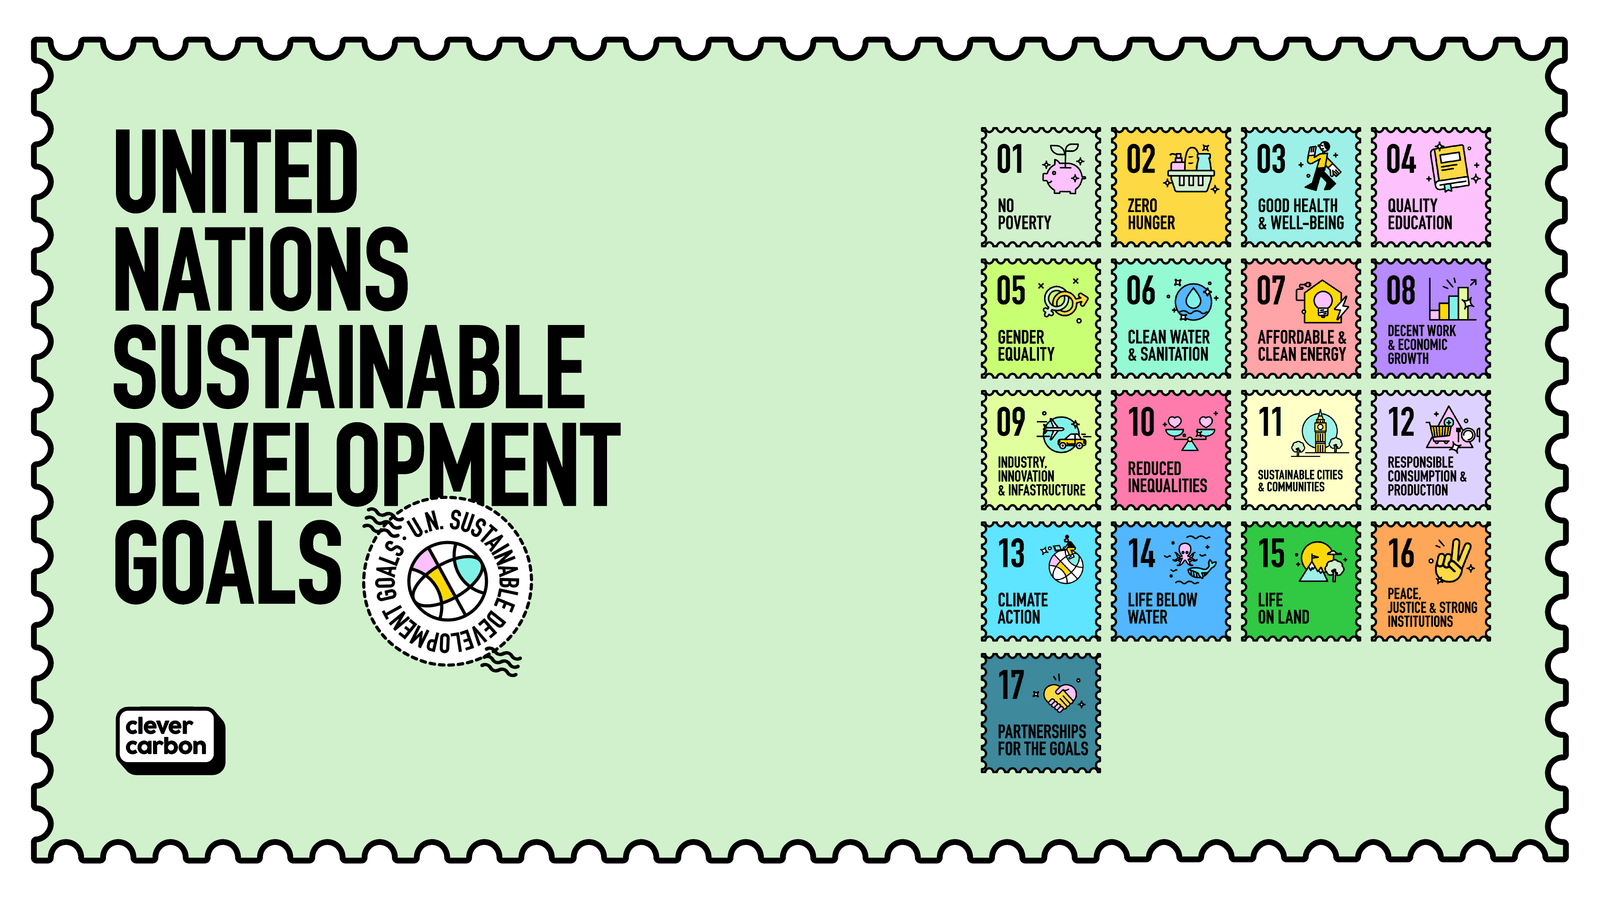 UNITED
NATIONS
SUSTAINABLE
DEVELOPMENT
GOALS
U.N. SUSTAINABLE DEVELOPMENT GOALS:
clever
carbon
01
NO
POVERTY
02
ZERO
HUNGER
03
GOOD HEALTH
& WELL-BEING
04
QUALITY
EDUCATION
05
GENDER
EQUALITY
06
CLEAN WATER
& SANITATION
07
AFFORDABLE &
CLEAN ENERGY
08
DECENT WORK
& ECONOMIC
GROWTH
09
INDUSTRY,
INNOVATION
& INFASTRUCTURE
10
REDUCED
INEQUALITIES
11
SUSTAINABLE CITIES
& COMMUNITIES
12
RESPONSIBLE
CONSUMPTION &
PRODUCTION
13
CLIMATE
ACTION
14
LIFE BELOW
WATER
15
LIFE
ON LAND
16
PEACE,
JUSTICE & STRONG
INSTITUTIONS
17
PARTNERSHIPS
FOR THE GOALS